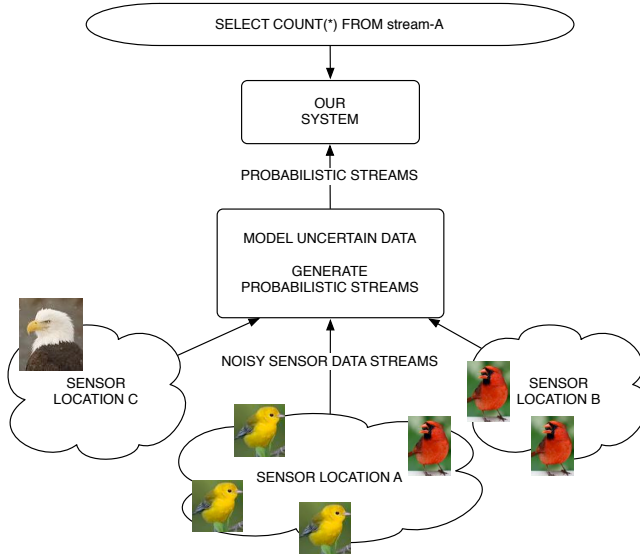 SELECT COUNT(*) FROM stream-A
OUR
SYSTEM
PROBABILISTIC STREAMS
MODEL UNCERTAIN DATA
GENERATE
PROBABILISTIC STREAMS
NOISY SENSOR DATA STREAMS
SENSOR
LOCATION C
SENSOR
LOCATION B
SENSOR LOCATION A